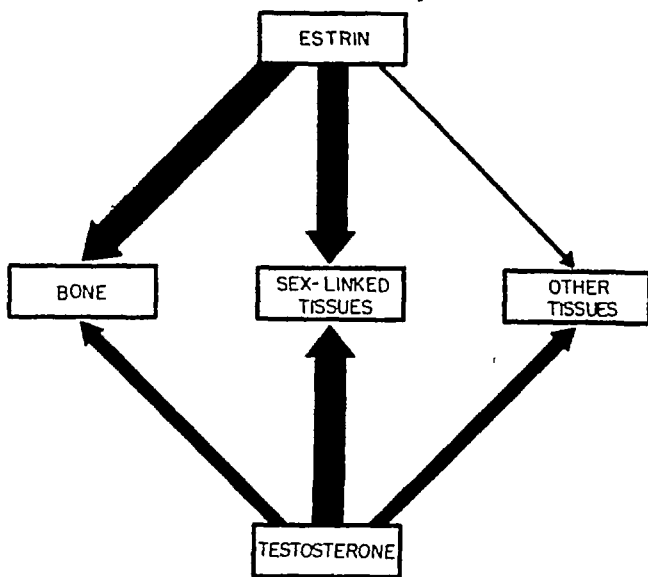 ESTRIN
BONE
SEX-LINKED
TISSUES
OTHER
TISSUES
TESTOSTERONE